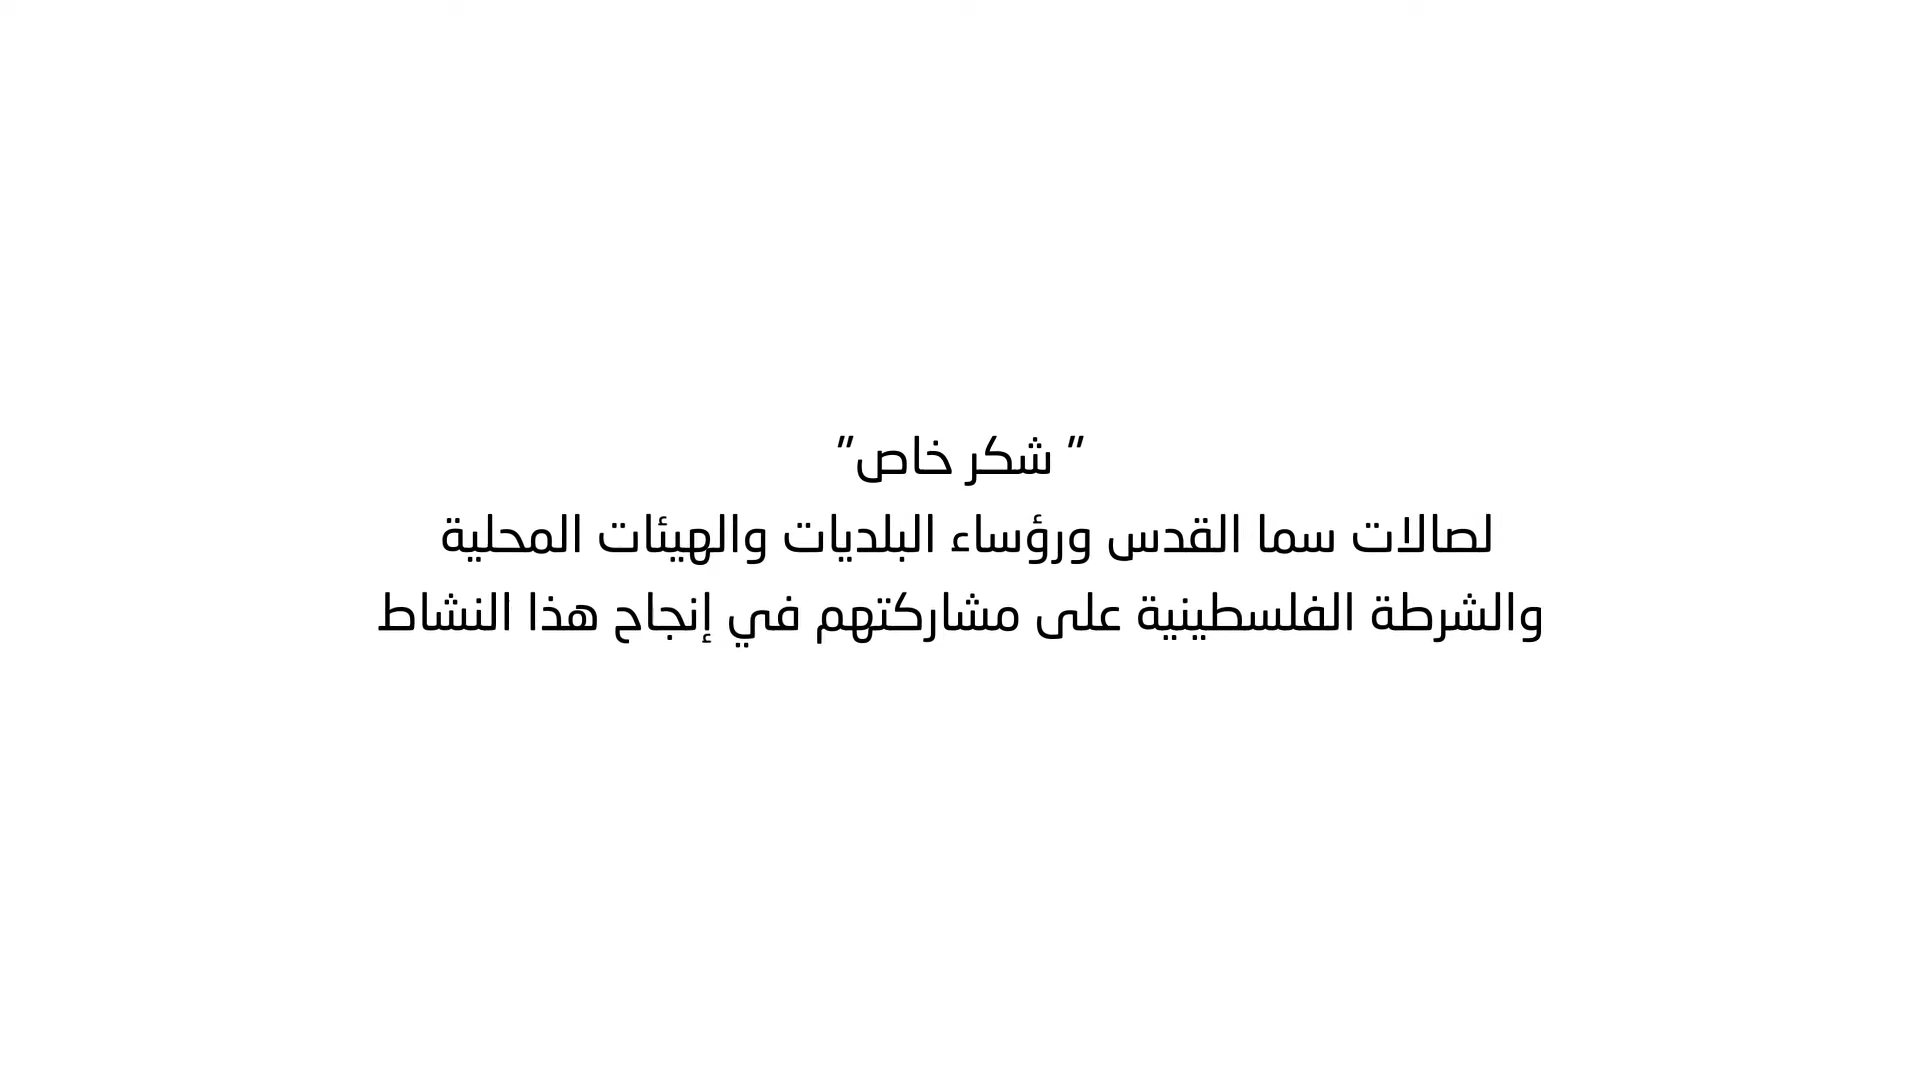 " شكر خاص"
لصالات سما القدس ورؤساء البلديات والهيئات المحلية
والشرطة الفلسطينية على مشاركتهم في إنجاح هذا النشاط